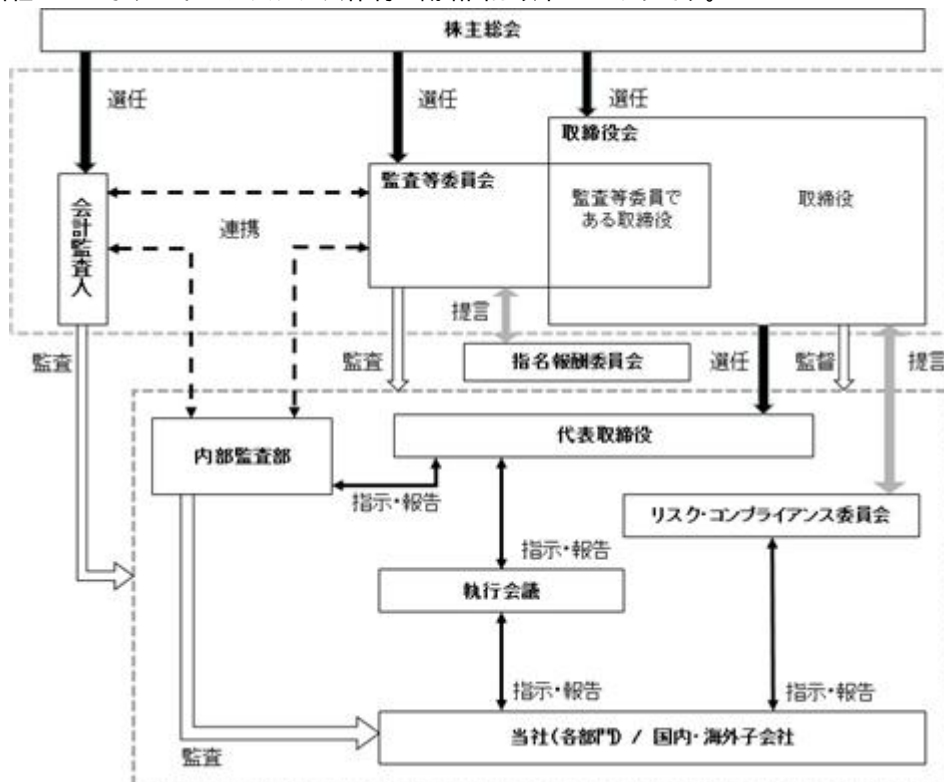 株主総会
選任
選任
選任
取締役会
監査等委員会
監査等委員で
ある取締役
取締役
会計監査人
連携
提言
監査
監査
指名報酬委員会
選任
監督
提言
代表取締役
内部監査部
指示・報告
リスク・コンプライアンス委員会
指示・報告
執行会議
指示・報告
指示・報告
当社(各部門) / 国内・海外子会社
監査